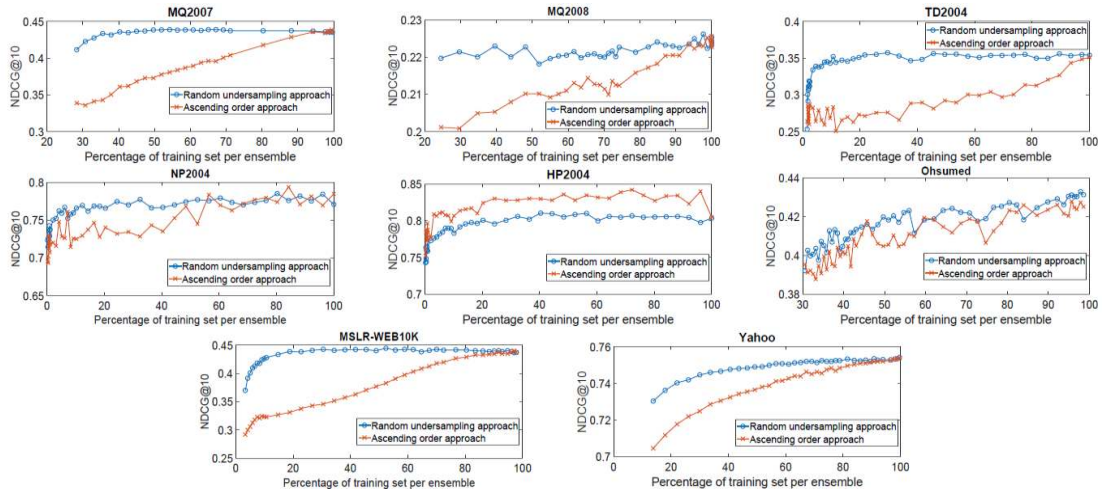 MQ2007
0.45
0.4
0.35
0.3
NDCG@10
Random undersampling approach
Ascending order approach
20 30 40 50 60 70 80 90 100
Percentage of training set per ensemble
MQ2008
0.23
0.22
0.21
0.2
NDCG@10
Random undersampling approach
Ascending order approach
20 30 40 50 60 70 80 90 100
Percentage of training set per ensemble
TD2004
0.4
0.35
0.3
0.25
NDCG@10
Random undersampling approach
Ascending order approach
0 20 40 60 80 100
Percentage of training set per ensemble
NP2004
0.8
0.75
0.7
0.65
NDCG@10
Random undersampling approach
Ascending order approach
0 20 40 60 80 100
Percentage of training set per ensemble
HP2004
0.85
0.8
0.75
0.7
NDCG@10
Random undersampling approach
Ascending order approach
0 20 40 60 80 100
Percentage of training set per ensemble
Ohsumed
0.44
0.42
0.4
0.38
NDCG@10
Random undersampling approach
Ascending order approach
30 40 50 60 70 80 90 100
Percentage of training set per ensemble
MSLR-WEB10K
0.45
0.4
0.35
0.3
0.25
NDCG@10
Random undersampling approach
Ascending order approach
0 20 40 60 80 100
Percentage of training set per ensemble
Yahoo
0.76
0.74
0.72
0.7
NDCG@10
Random undersampling approach
Ascending order approach
0 20 40 60 80 100
Percentage of training set per ensemble